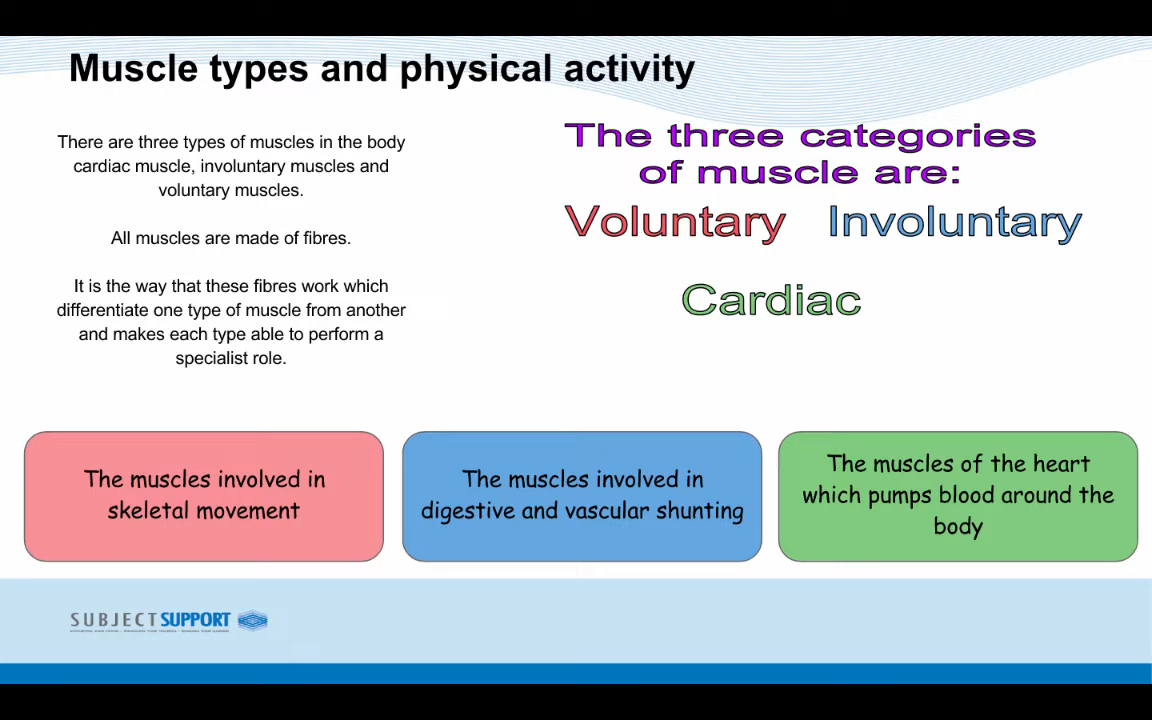 Muscle types and physical activity
There are three types of muscles in the body
cardiac muscle, involuntary muscles and
voluntary muscles.
All muscles are made of fibres.
It is the way that these fibres work which
differentiate one type of muscle from another
and makes each type able to perform a
specialist role.
The three categories
of muscle are:
Voluntary Involuntary
Cardiac
The muscles involved in
skeletal movement
The muscles involved in
digestive and vascular shunting
The muscles of the heart
which pumps blood around the
body
SUBJECT SUPPORT